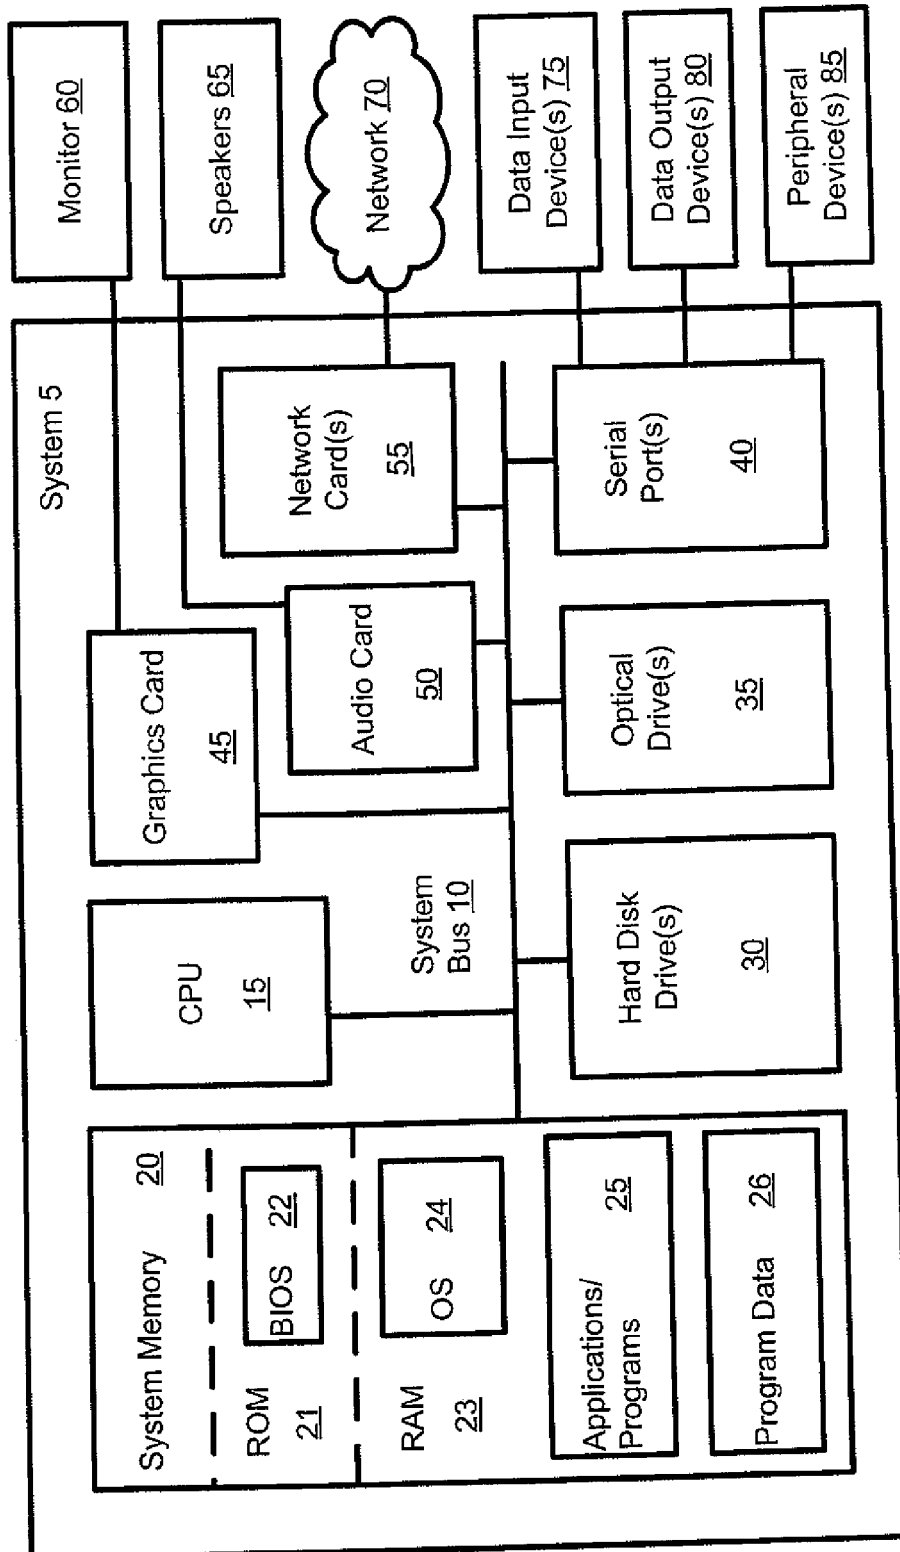 System 5
System Memory 20
ROM
21
BIOS 22
RAM
23
OS 24
Applications/
Programs 25
Program Data 26
CPU
15
System
Bus 10
Graphics Card
45
Audio Card
50
Network
Card(s)
55
Hard Disk
Drive(s)
30
Optical
Drive(s)
35
Serial
Port(s)
40
Monitor 60
Speakers 65
Network 70
Data Input
Device(s) 75
Data Output
Device(s) 80
Peripheral
Device(s) 85